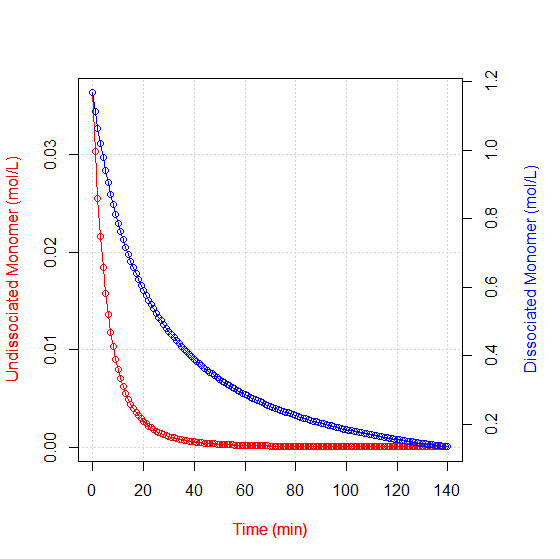 Undissociated Monomer (mol/L)
0.00 0.01 0.02 0.03
0 20 40 60 80 100 120 140
Time (min)
0.2 0.4 0.6 0.8 1.0 1.2
Dissociated Monomer (mol/L)